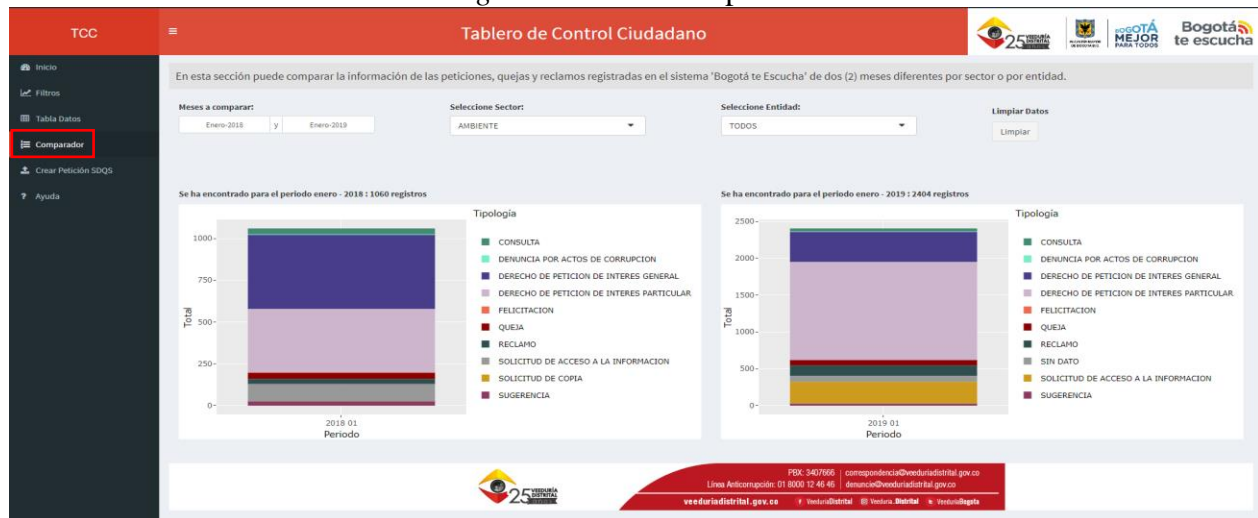 TCC
Tablero de Control Ciudadano
25 VEEDURÍA DISTRITAL
BOGOTÁ MEJOR PARA TODOS
Bogotá te escucha
Inicio
Filtros
Tabla Datos
Comparador
Crear Petición SDQS
Ayuda
En esta sección puede comparar la información de las peticiones, quejas y reclamos registradas en el sistema 'Bogotá te Escucha' de dos (2) meses diferentes por sector o por entidad.
Meses a comparar:
Enero-2018 y Enero-2019
Seleccione Sector:
AMBIENTE
Seleccione Entidad:
TODOS
Limpiar Datos
Limpiar
Se ha encontrado para el periodo enero - 2018 : 1060 registros
Total
1000
750
500
250
0
2018 01
Periodo
Tipología
CONSULTA
DENUNCIA POR ACTOS DE CORRUPCION
DERECHO DE PETICION DE INTERES GENERAL
DERECHO DE PETICION DE INTERES PARTICULAR
FELICITACION
QUEJA
RECLAMO
SOLICITUD DE ACCESO A LA INFORMACION
SOLICITUD DE COPIA
SUGERENCIA
Se ha encontrado para el periodo enero - 2019 : 2404 registros
Total
2500
2000
1500
1000
500
0
2019 01
Periodo
Tipología
CONSULTA
DENUNCIA POR ACTOS DE CORRUPCION
DERECHO DE PETICION DE INTERES GENERAL
DERECHO DE PETICION DE INTERES PARTICULAR
FELICITACION
QUEJA
RECLAMO
SIN DATO
SOLICITUD DE ACCESO A LA INFORMACION
SUGERENCIA
25 VEEDURÍA DISTRITAL
PBX: 3407666 | correspondencia@veeduriadistrital.gov.co
Línea Anticorrupción: 01 8000 12 46 46 | denuncie@veeduriadistrital.gov.co
veeduriadistrital.gov.co VeeduriaDistrital Veeduria_Distrital VeeduriaBogota